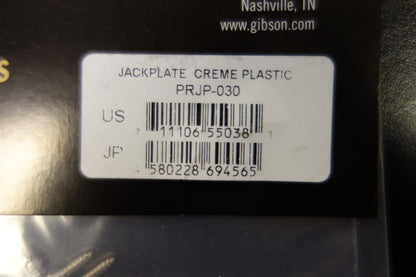 Nashville, TN
www.gibson.com
s
JACKPLATE CREME PLASTIC
PRJP-030
US
7 11106 55038 1
JP
4 580228 694565